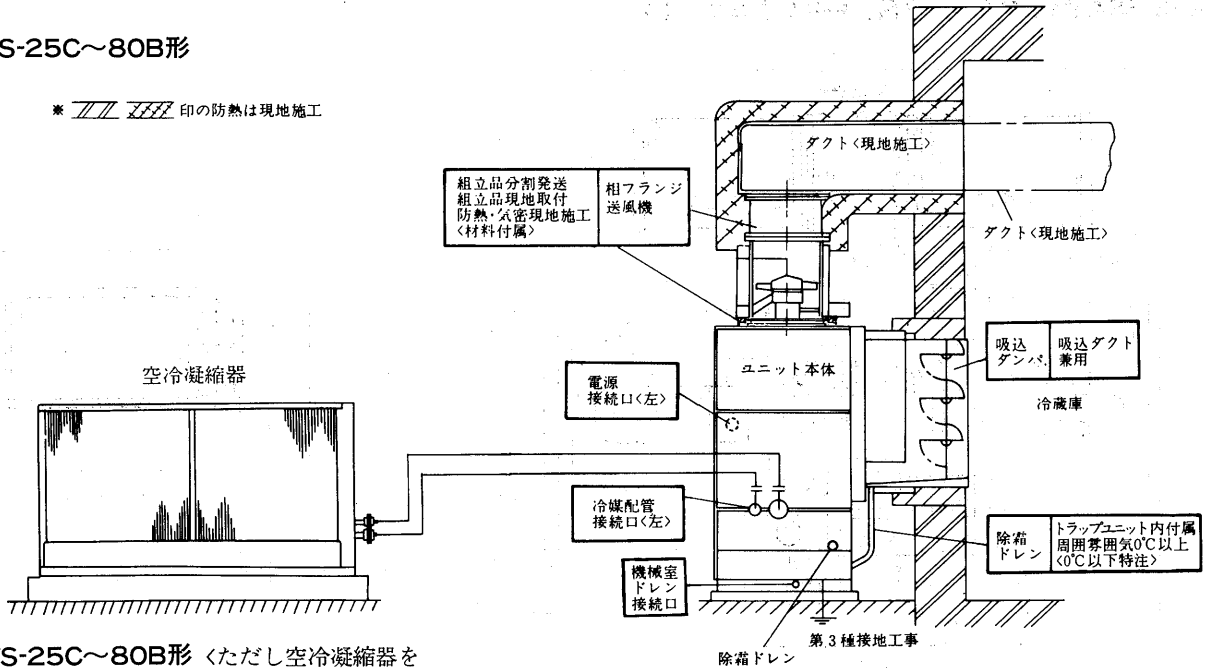 S-25C～80B形
※ 印の防熱は現地施工
組立品分割発送
組立品現地取付
防熱・気密現地施工
〈材料付属〉
相フランジ
送風機
ダクト〈現地施工〉
ダクト〈現地施工〉
吸込
ダンパ
吸込ダクト
兼用
冷蔵庫
ユニット本体
空冷凝縮器
電源
接続口〈左〉
冷媒配管
接続口〈左〉
除霜
ドレン
トラップユニット内付属
周囲雰囲気0℃以上
〈0℃以下特注〉
機械室
ドレン
接続口
第3種接地工事
除霜ドレン
S-25C～80B形 〈ただし空冷凝縮器を